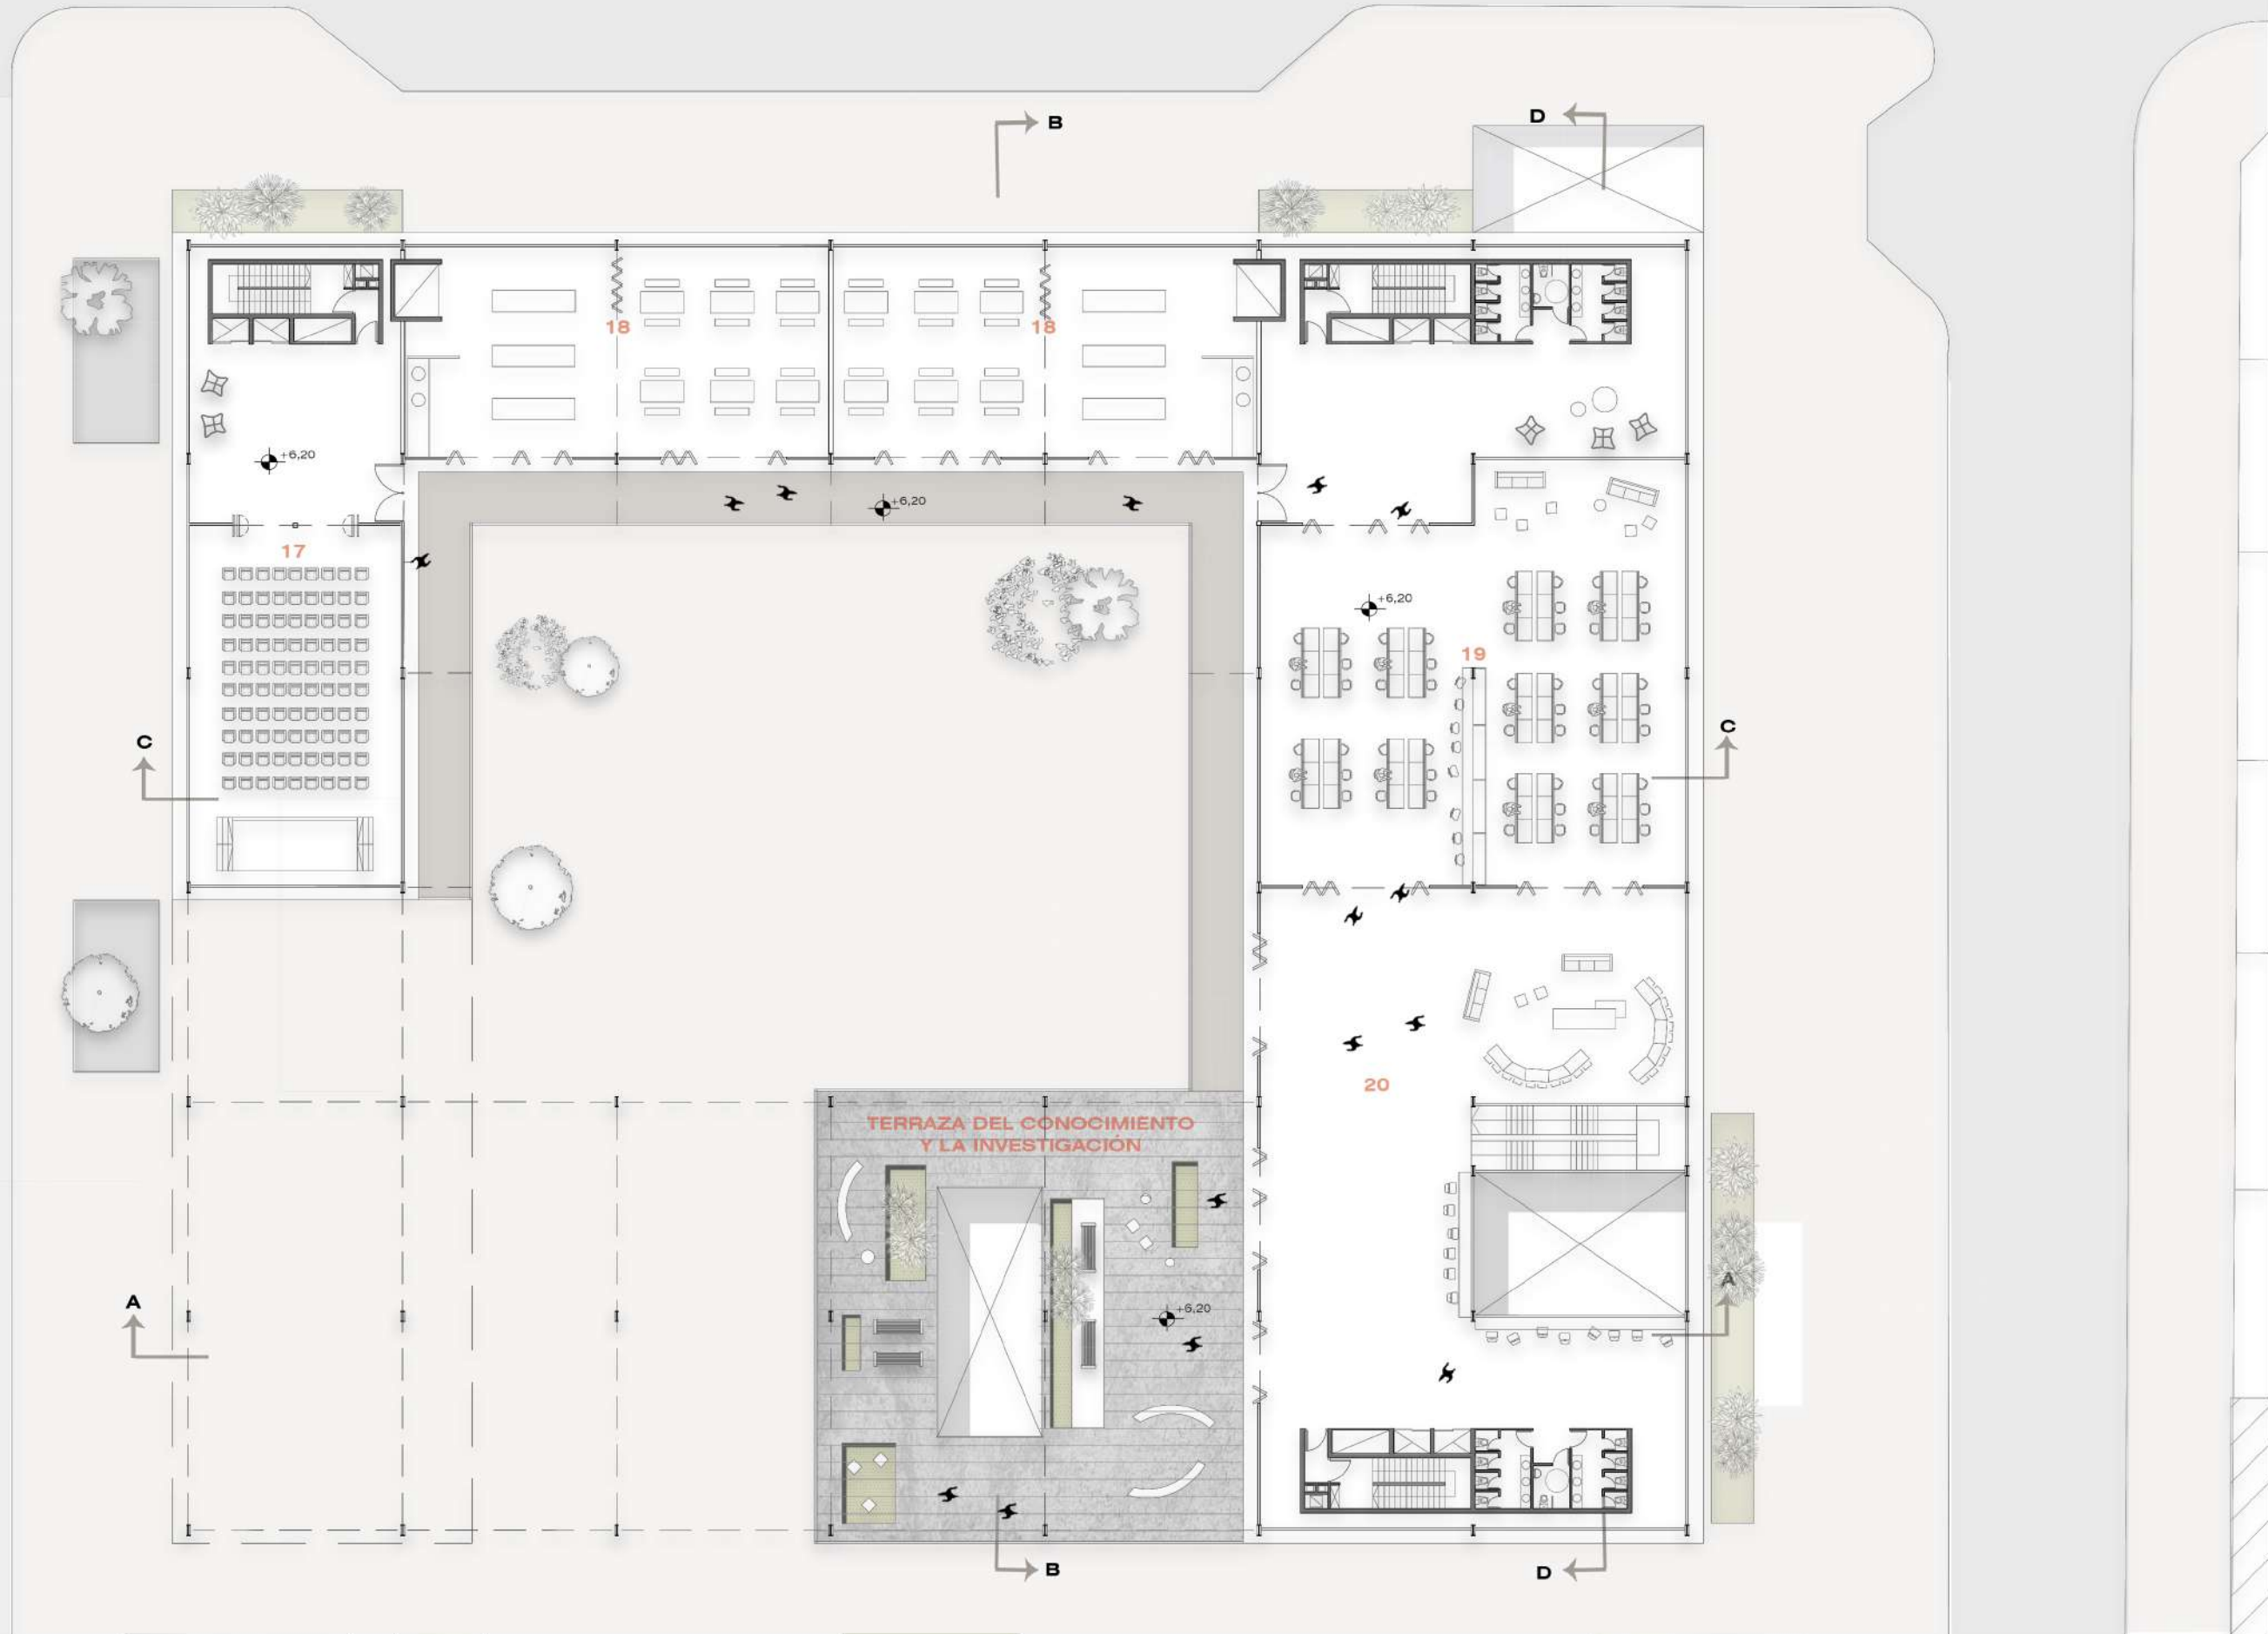 B
D
18
18
+6,20
+6,20
17
+6,20
19
C
C
20
TERRAZA DEL CONOCIMIENTO
Y LA INVESTIGACIÓN
A
A
+6,20
B
D